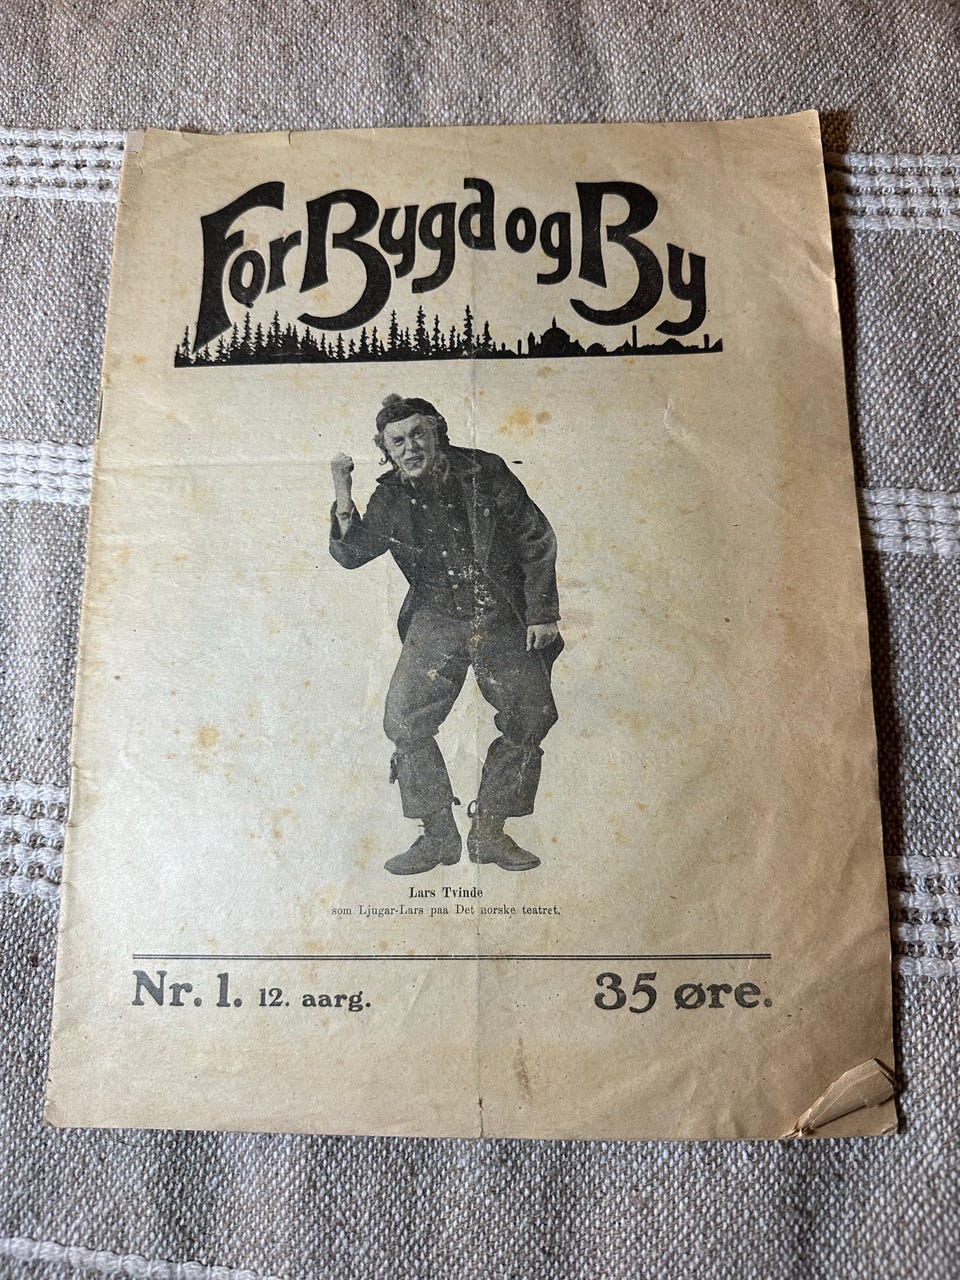 For Bygd og By
Lars Tvinde
som Ljugar-Lars paa Det norske teatret.
Nr. 1. 12. aarg. 35 øre.